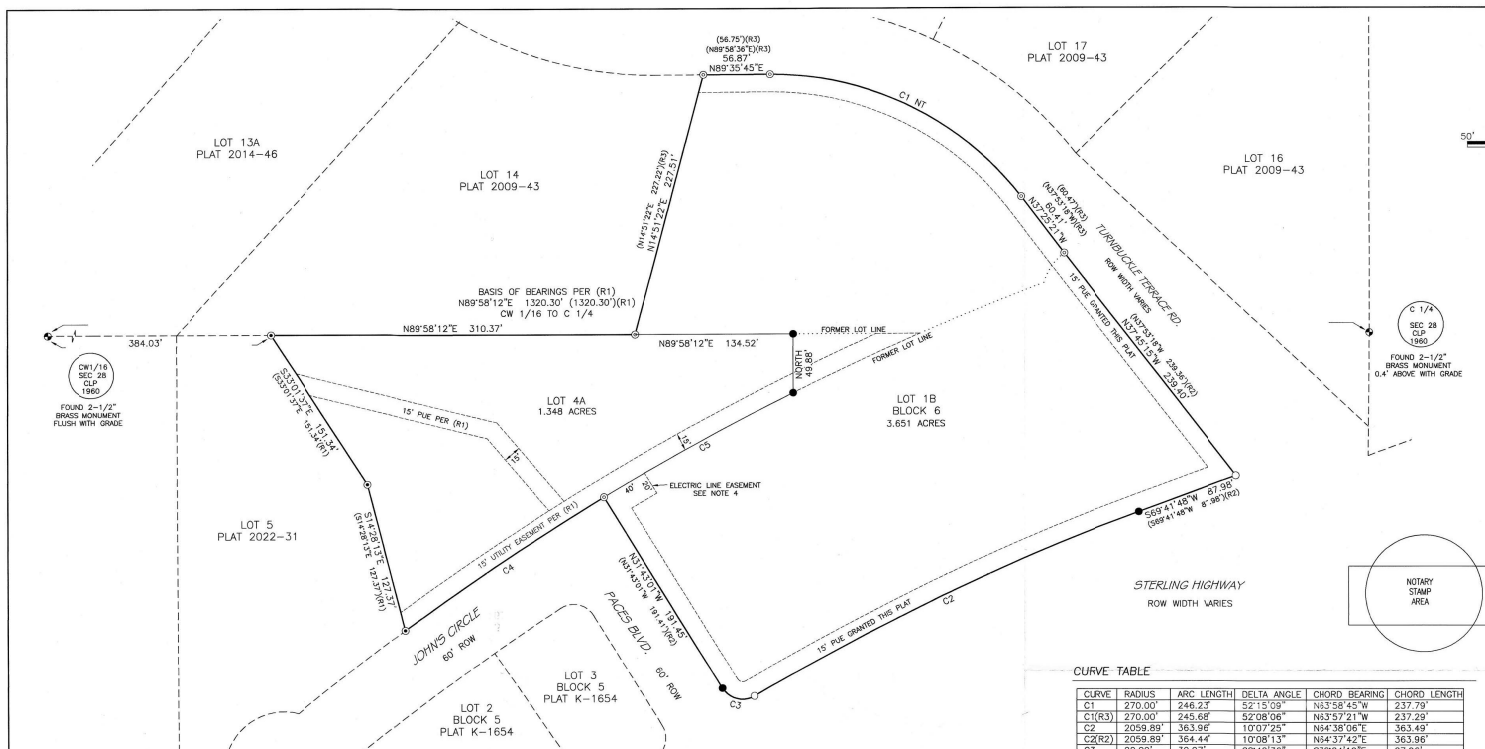 (56.75')(R3)
(N89°58'36"E)(R3)
56.87'
N89°35'45"E
LOT 17
PLAT 2009-43
C1 NT
50'
LOT 13A
PLAT 2014-46
LOT 14
PLAT 2009-43
LOT 16
PLAT 2009-43
(N14°51'22"E 227.22')(R3)
N14°51'22"E 227.51'
(60.47')(R3)
(N37°53'18"W)(R3)
60.41'
N37°25'21"W
TURNBUCKLE TERRACE RD.
ROW WIDTH VARIES
BASIS OF BEARINGS PER (R1)
N89°58'12"E 1320.30' (1320.30')(R1)
CW 1/16 TO C 1/4
N89°58'12"E 310.37'
384.03'
N89°58'12"E 134.52'
FORMER LOT LINE
FORMER LOT LINE
NORTH
49.88'
15' PUE GRANTED THIS PLAT
(N37°53'18"W 239.36')(R2)
N37°45'15"W
239.40'
C 1/4
SEC 28
CLP
1960
FOUND 2-1/2"
BRASS MONUMENT
0.4' ABOVE WITH GRADE
CW1/16
SEC 28
CLP
1960
FOUND 2-1/2"
BRASS MONUMENT
FLUSH WITH GRADE
S33°01'37"E 151.34'
(S33°01'37"E 151.34')(R1)
15' PUE PER (R1)
15'
LOT 4A
1.348 ACRES
LOT 1B
BLOCK 6
3.651 ACRES
15'
C5
40'
20'
ELECTRIC LINE EASEMENT
SEE NOTE 4
S69°41'48"W 87.98'
(S69°41'48"W 87.98')(R2)
LOT 5
PLAT 2022-31
S14°28'13"E 127.37'
(S14°28'13"E 127.37')(R1)
15' UTILITY EASEMENT PER (R1)
C4
N31°43'01"W 191.45'
(N31°43'01"W 191.41')(R2)
15' PUE GRANTED THIS PLAT
C2
STERLING HIGHWAY
ROW WIDTH VARIES
NOTARY
STAMP
AREA
JOHN'S CIRCLE
60' ROW
PACES BLVD.
60' ROW
C3
LOT 3
BLOCK 5
PLAT K-1654
LOT 2
BLOCK 5
PLAT K-1654
CURVE TABLE
CURVE RADIUS ARC LENGTH DELTA ANGLE CHORD BEARING CHORD LENGTH
C1 270.00' 246.23' 52°15'09" N63°58'45"W 237.79'
C1(R3) 270.00' 245.68' 52°08'06" N63°57'21"W 237.29'
C2 2059.89' 363.96' 10°07'25" N64°38'06"E 363.49'
C2(R2) 2059.89' 364.44' 10°08'13" N64°37'42"E 363.96'